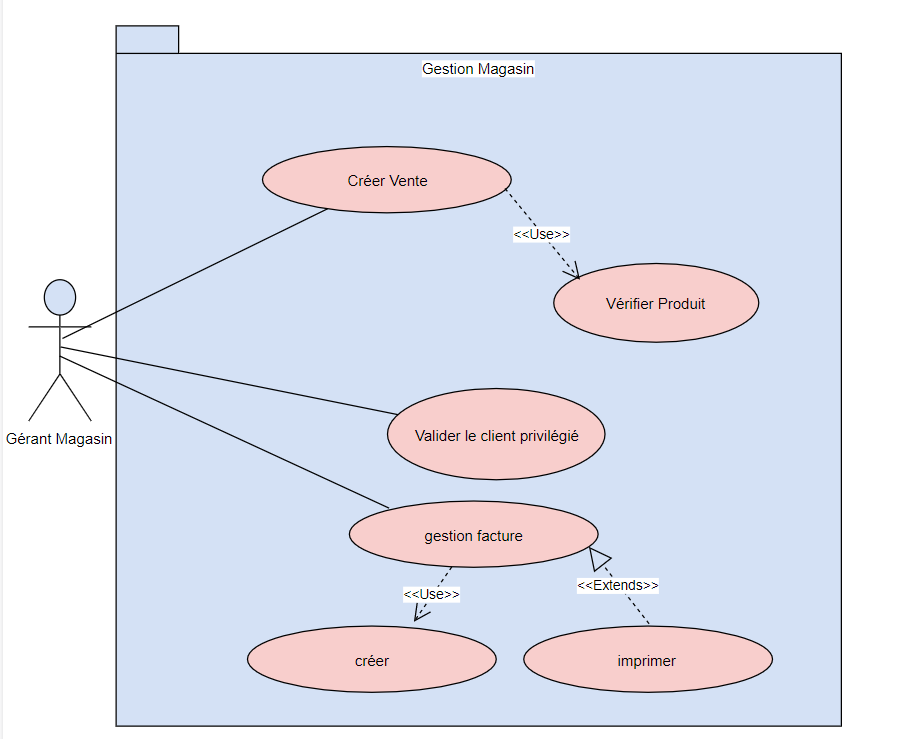 Gestion Magasin
Créer Vente
<<Use>>
Vérifier Produit
Gérant Magasin
Valider le client privilégié
gestion facture
<<Use>>
<<Extends>>
créer
imprimer